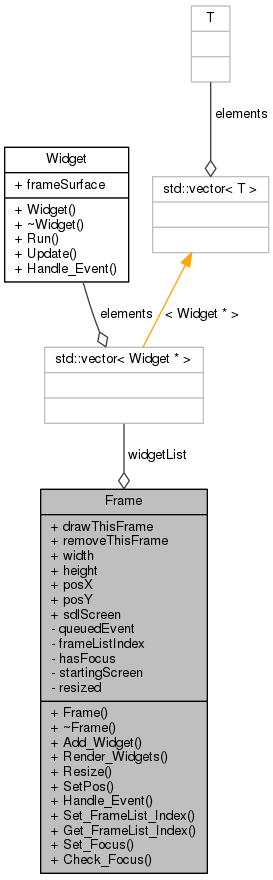 T
elements
Widget
+ frameSurface
+ Widget()
+ ~Widget()
+ Run()
+ Update()
+ Handle_Event()
std::vector< T >
elements
< Widget * >
std::vector< Widget * >
widgetList
Frame
+ drawThisFrame
+ removeThisFrame
+ width
+ height
+ posX
+ posY
+ sdlScreen
- queuedEvent
- frameListIndex
- hasFocus
- startingScreen
- resized
+ Frame()
+ ~Frame()
+ Add_Widget()
+ Render_Widgets()
+ Resize()
+ SetPos()
+ Handle_Event()
+ Set_FrameList_Index()
+ Get_FrameList_Index()
+ Set_Focus()
+ Check_Focus()